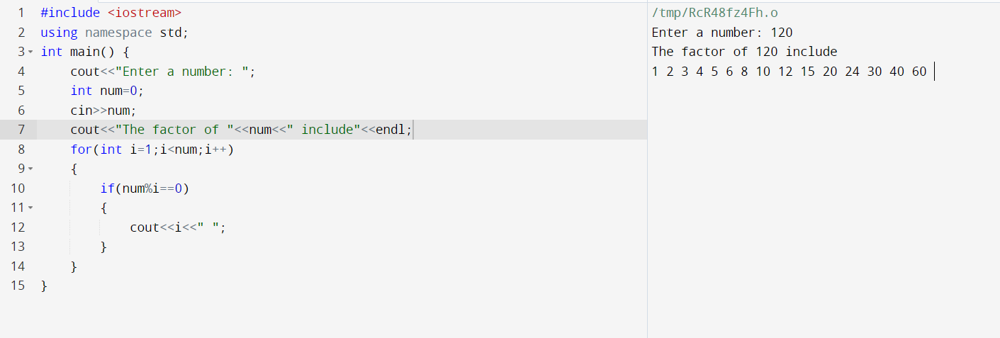 1 #include <iostream>
2 using namespace std;
3 int main() {
4     cout<<"Enter a number: ";
5     int num=0;
6     cin>>num;
7     cout<<"The factor of "<<num<<" include"<<endl;
8     for(int i=1;i<num;i++)
9     {
10         if(num%i==0)
11         {
12             cout<<i<<" ";
13         }
14     }
15 }
/tmp/RcR48fz4Fh.o
Enter a number: 120
The factor of 120 include
1 2 3 4 5 6 8 10 12 15 20 24 30 40 60